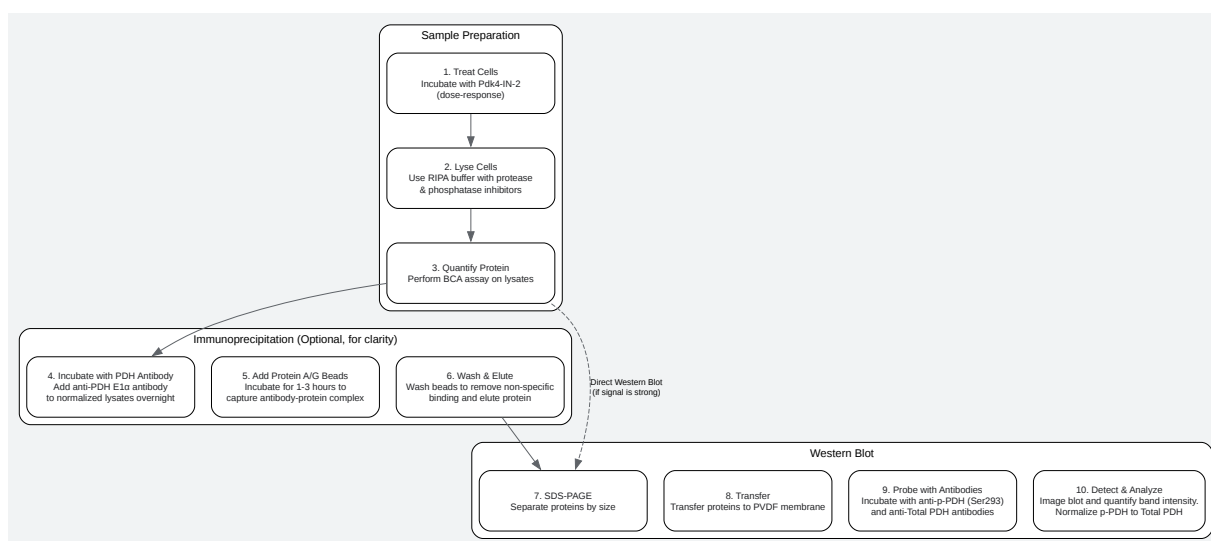 Sample Preparation
1. Treat Cells
Incubate with Pdk4-IN-2
(dose-response)
2. Lyse Cells
Use RIPA buffer with protease
& phosphatase inhibitors
3. Quantify Protein
Perform BCA assay on lysates
Immunoprecipitation (Optional, for clarity)
4. Incubate with PDH Antibody
Add anti-PDH E1α antibody
to normalized lysates overnight
5. Add Protein A/G Beads
Incubate for 1-3 hours to
capture antibody-protein complex
6. Wash & Elute
Wash beads to remove non-specific
binding and elute protein
Direct Western Blot
(if signal is strong)
Western Blot
7. SDS-PAGE
Separate proteins by size
8. Transfer
Transfer proteins to PVDF membrane
9. Probe with Antibodies
Incubate with anti-p-PDH (Ser293)
and anti-Total PDH antibodies
10. Detect & Analyze
Image blot and quantify band intensity.
Normalize p-PDH to Total PDH